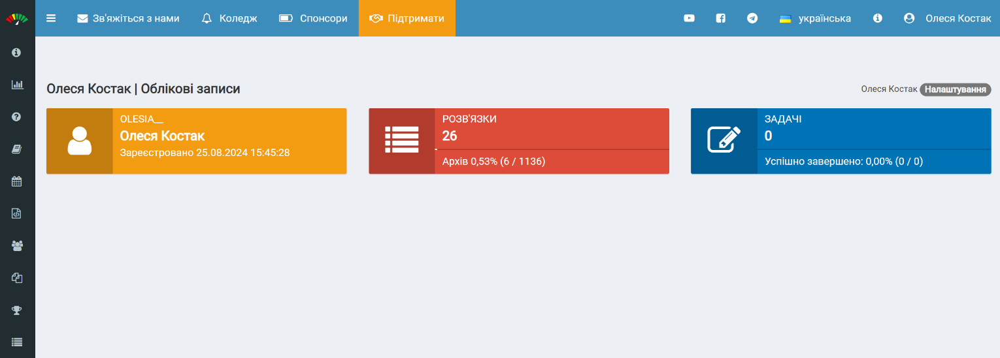 Зв'яжіться з нами
Коледж
Спонсори
Підтримати
українська
Олеся Костак
Олеся Костак | Облікові записи
Олеся Костак Налаштування
OLESIA__
Олеся Костак
Зареєстровано 25.08.2024 15:45:28
РОЗВ'ЯЗКИ
26
Архів 0,53% (6 / 1136)
ЗАДАЧІ
0
Успішно завершено: 0,00% (0 / 0)